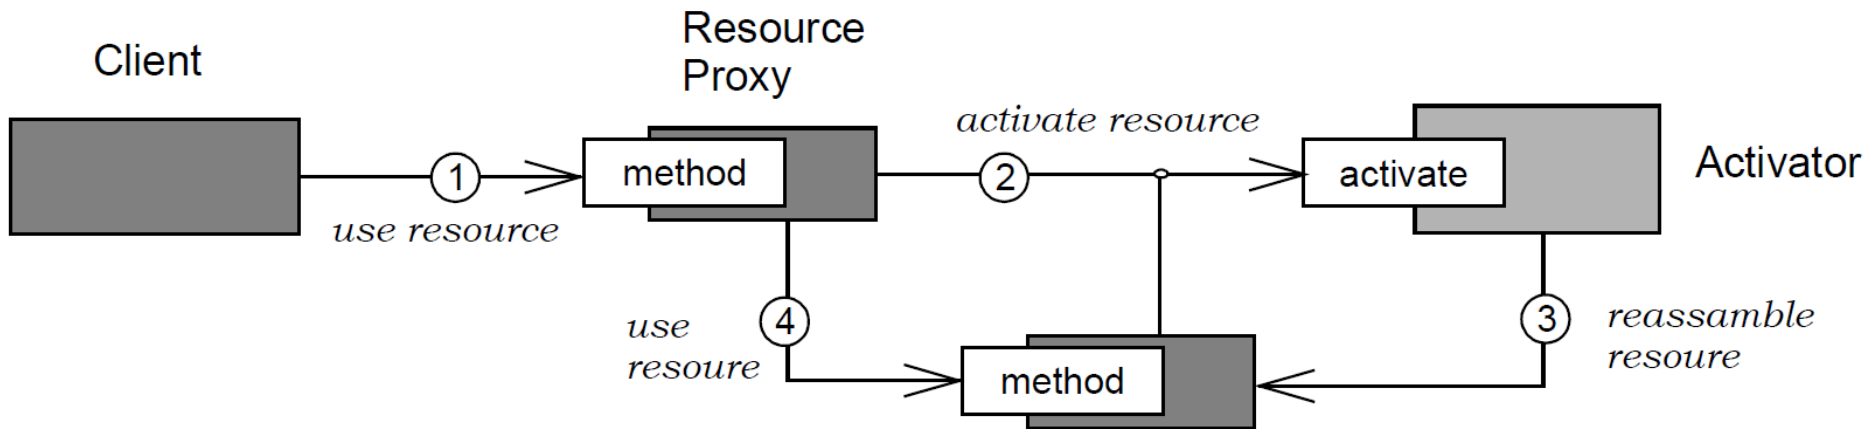 Client
Resource
Proxy
method
1
use resource
activate resource
2
activate
Activator
use
resoure
4
method
3
reassamble
resoure